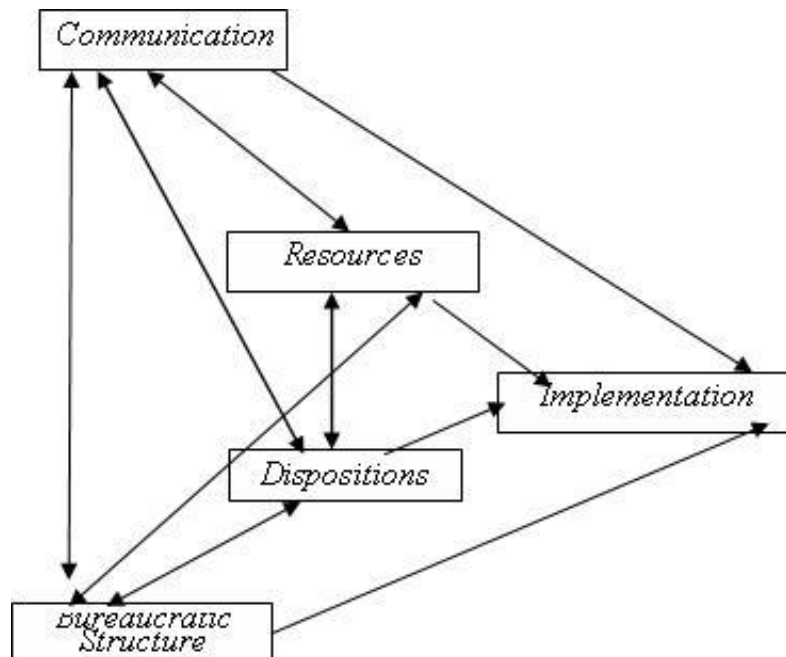 Communication
Resources
Implementation
Dispositions
Bureaucratic
Structure